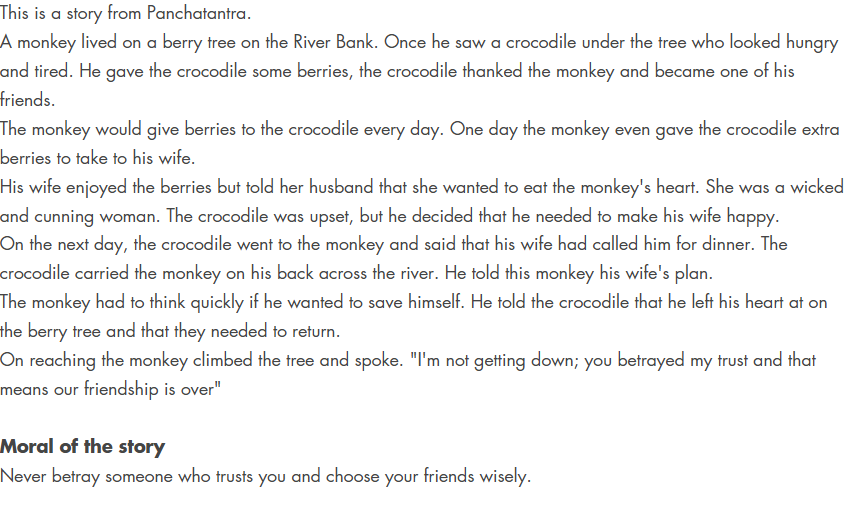 This is a story from Panchatantra.
A monkey lived on a berry tree on the River Bank. Once he saw a crocodile under the tree who looked hungry
and tired. He gave the crocodile some berries, the crocodile thanked the monkey and became one of his
friends.
The monkey would give berries to the crocodile every day. One day the monkey even gave the crocodile extra
berries to take to his wife.
His wife enjoyed the berries but told her husband that she wanted to eat the monkey's heart. She was a wicked
and cunning woman. The crocodile was upset, but he decided that he needed to make his wife happy.
On the next day, the crocodile went to the monkey and said that his wife had called him for dinner. The
crocodile carried the monkey on his back across the river. He told this monkey his wife's plan.
The monkey had to think quickly if he wanted to save himself. He told the crocodile that he left his heart at on
the berry tree and that they needed to return.
On reaching the monkey climbed the tree and spoke. "I'm not getting down; you betrayed my trust and that
means our friendship is over"
Moral of the story
Never betray someone who trusts you and choose your friends wisely.